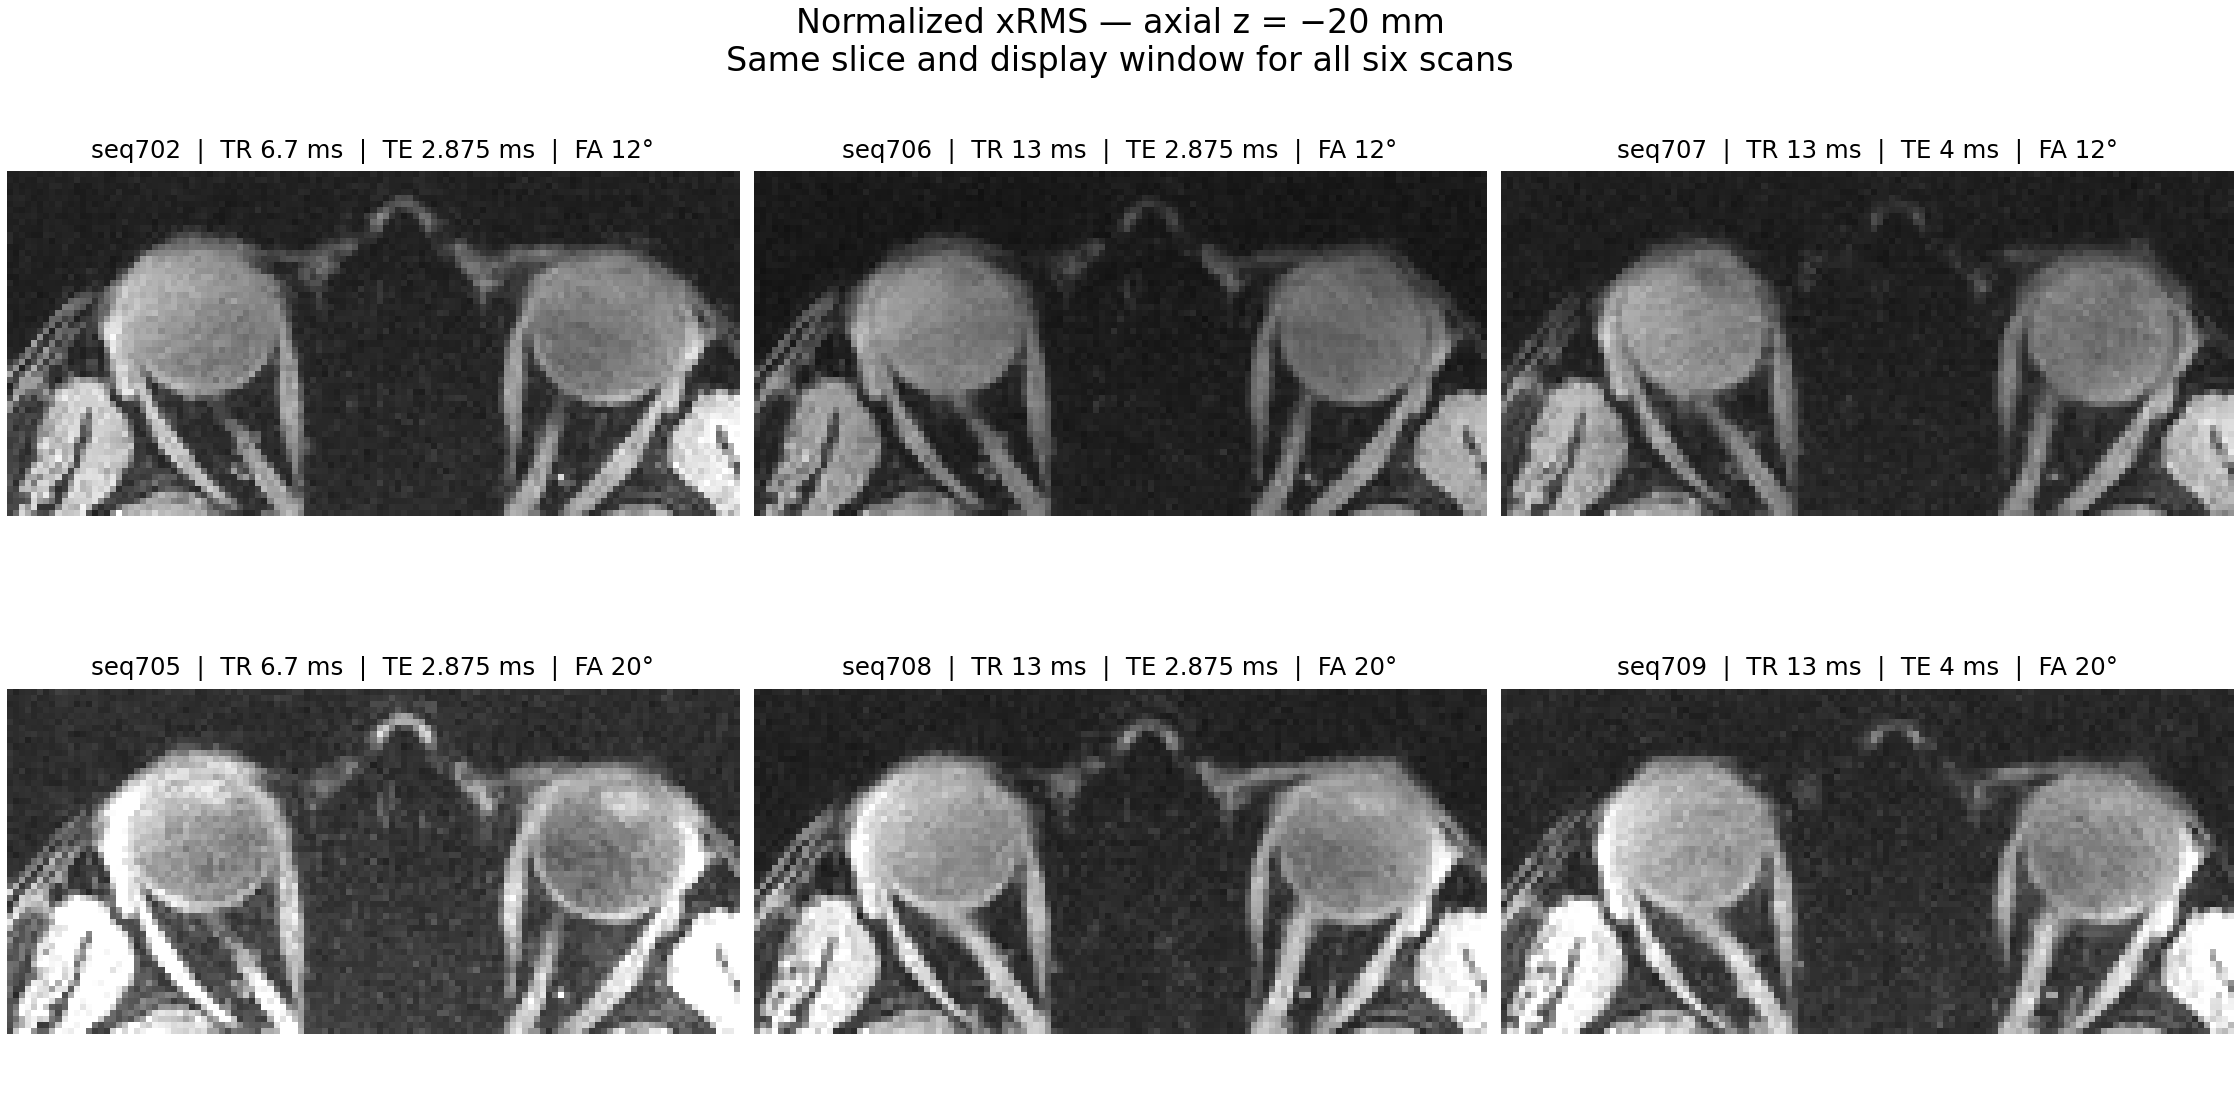 Normalized xRMS — axial z = −20 mm
Same slice and display window for all six scans
seq702 | TR 6.7 ms | TE 2.875 ms | FA 12°
seq706 | TR 13 ms | TE 2.875 ms | FA 12°
seq707 | TR 13 ms | TE 4 ms | FA 12°
seq705 | TR 6.7 ms | TE 2.875 ms | FA 20°
seq708 | TR 13 ms | TE 2.875 ms | FA 20°
seq709 | TR 13 ms | TE 4 ms | FA 20°